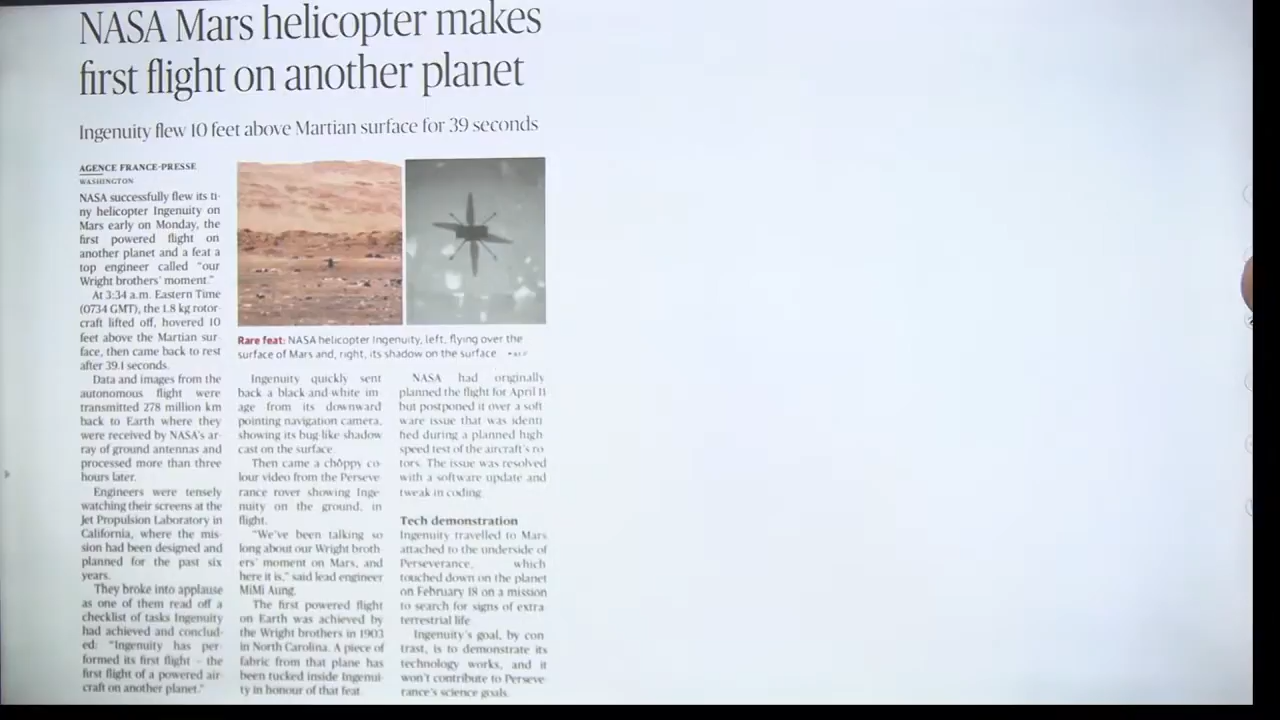 NASA Mars helicopter makes
first flight on another planet
Ingenuity flew 10 feet above Martian surface for 39 seconds
AGENCE FRANCE-PRESSE
WASHINGTON
NASA successfully flew its ti-
ny helicopter Ingenuity on
Mars early on Monday, the
first powered flight on
another planet and a feat a
top engineer called "our
Wright brothers' moment."
At 3:34 a.m. Eastern Time
(0734 GMT), the 1.8 kg rotor-
craft lifted off, hovered 10
feet above the Martian sur-
face, then came back to rest
after 39.1 seconds.
Data and images from the
autonomous flight were
transmitted 278 million km
back to Earth where they
were received by NASA's ar-
ray of ground antennas and
processed more than three
hours later.
Engineers were tensely
watching their screens at the
Jet Propulsion Laboratory in
California, where the mis-
sion had been designed and
planned for the past six
years.
They broke into applause
as one of them read off a
checklist of tasks Ingenuity
had achieved and conclud-
ed: "Ingenuity has per-
formed its first flight – the
first flight of a powered air-
craft on another planet."
Rare feat: NASA helicopter Ingenuity, left, flying over the
surface of Mars and, right, its shadow on the surface
Ingenuity quickly sent
back a black and white im-
age from its downward
pointing navigation camera,
showing its bug-like shadow
cast on the surface.
Then came a choppy co-
lour video from the Perseve-
rance rover showing Inge-
nuity on the ground, in
flight.
"We've been talking so
long about our Wright broth-
ers' moment on Mars, and
here it is," said lead engineer
MiMi Aung.
The first powered flight
on Earth was achieved by
the Wright brothers in 1903
in North Carolina. A piece of
fabric from that plane has
been tucked inside Ingenui-
ty in honour of that feat.
NASA had originally
planned the flight for April 11
but postponed it over a soft-
ware issue that was identi-
fied during a planned high-
speed test of the aircraft's ro-
tors. The issue was resolved
with a software update and
tweak in coding.
Tech demonstration
Ingenuity travelled to Mars
attached to the underside of
Perseverance, which
touched down on the planet
on February 18 on a mission
to search for signs of extra-
terrestrial life.
Ingenuity's goal, by con-
trast, is to demonstrate its
technology works, and it
won't contribute to Perseve-
rance's science goals.